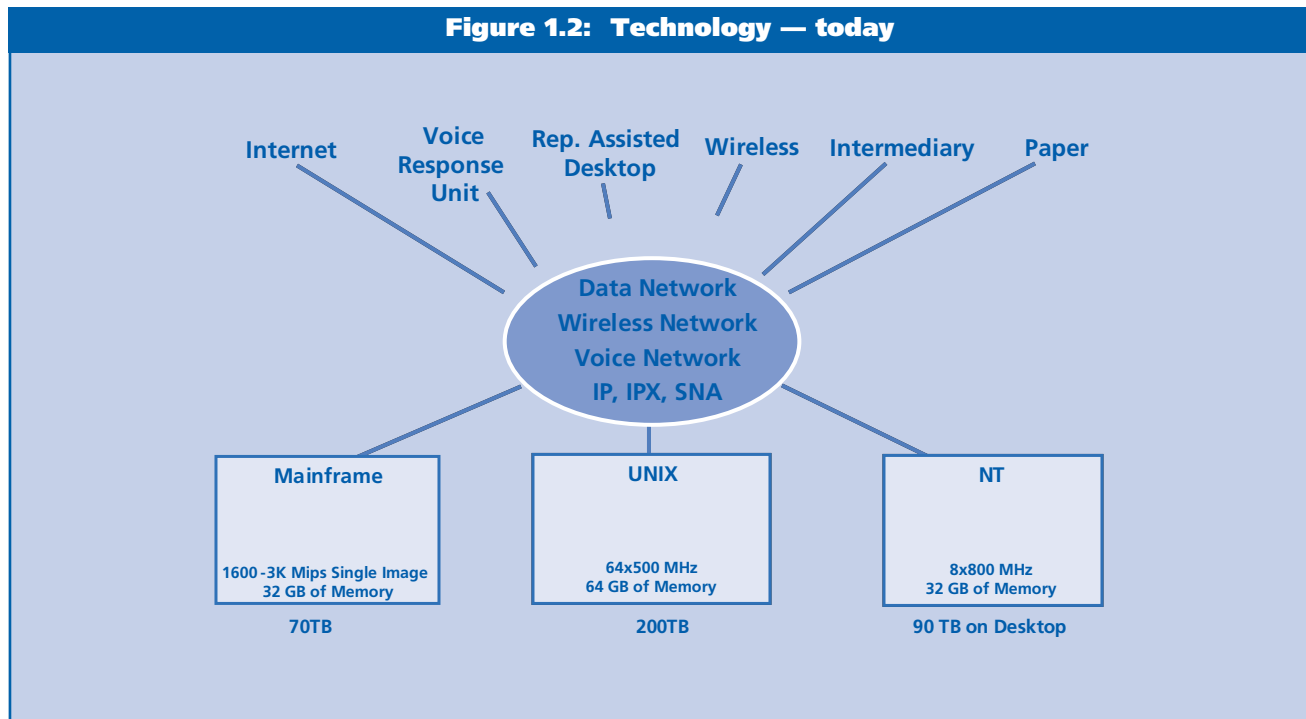 Figure 1.2: Technology — today
Internet
Voice
Response
Unit
Rep. Assisted
Desktop
Wireless
Intermediary
Paper
Data Network
Wireless Network
Voice Network
IP, IPX, SNA
Mainframe
1600-3K Mips Single Image
32 GB of Memory
70TB
UNIX
64x500 MHz
64 GB of Memory
200TB
NT
8x800 MHz
32 GB of Memory
90 TB on Desktop